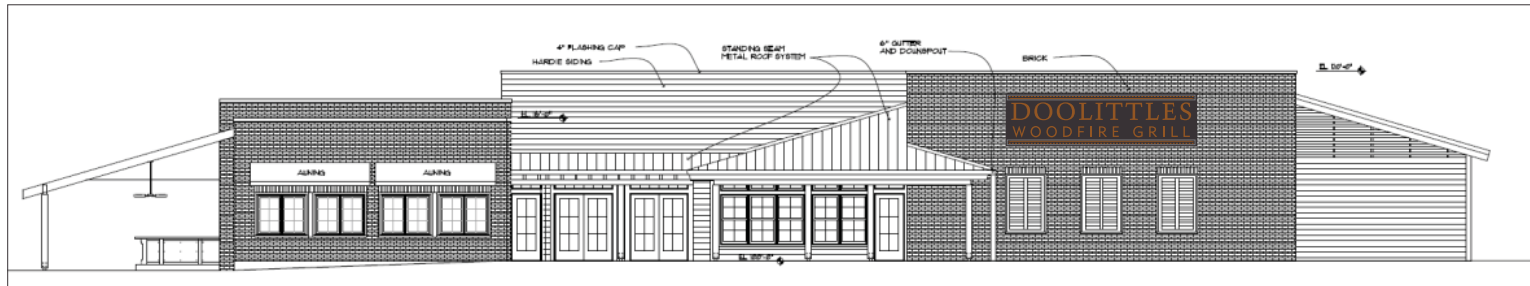 4" FLASHING CAP
HARDIE SIDING
STANDING SEAM
METAL ROOF SYSTEM
6" GUTTER
AND DOWNSPOUT
BRICK
DOOLITTLES
WOODFIRE GRILL
AWNING
AWNING